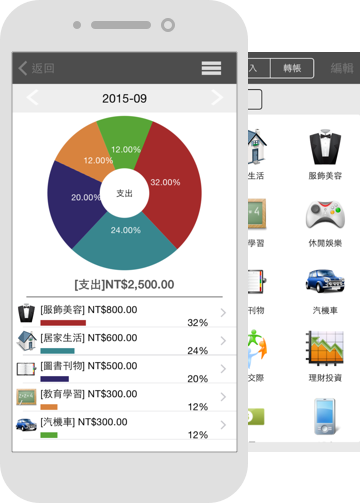 返回
2015-09
12.00%
12.00%
32.00%
支出
20.00%
24.00%
[支出]NT$2,500.00
[服飾美容] NT$800.00
32%
[居家生活] NT$600.00
24%
[圖書刊物] NT$500.00
20%
[教育學習] NT$300.00
12%
[汽機車] NT$300.00
12%
入
轉帳
編輯
生活
服飾美容
學習
休閒娛樂
刊物
汽機車
交際
理財投資